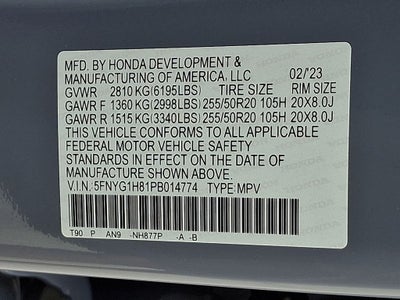 MFD. BY HONDA DEVELOPMENT &
MANUFACTURING OF AMERICA, LLC 02/'23
GVWR 2810 KG(6195LBS) TIRE SIZE RIM SIZE
GAWR F 1360 KG(2998LBS) 255/50R20 105H 20X8.0J
GAWR R 1515 KG(3340LBS) 255/50R20 105H 20X8.0J
THIS VEHICLE CONFORMS TO ALL APPLICABLE
FEDERAL MOTOR VEHICLE SAFETY
STANDARDS IN EFFECT ON THE DATE OF
MANUFACTURE SHOWN ABOVE.
V.I.N.: 5FNYG1H81PB014774 TYPE: MPV
T90 P AN9 -NH877P -A -B